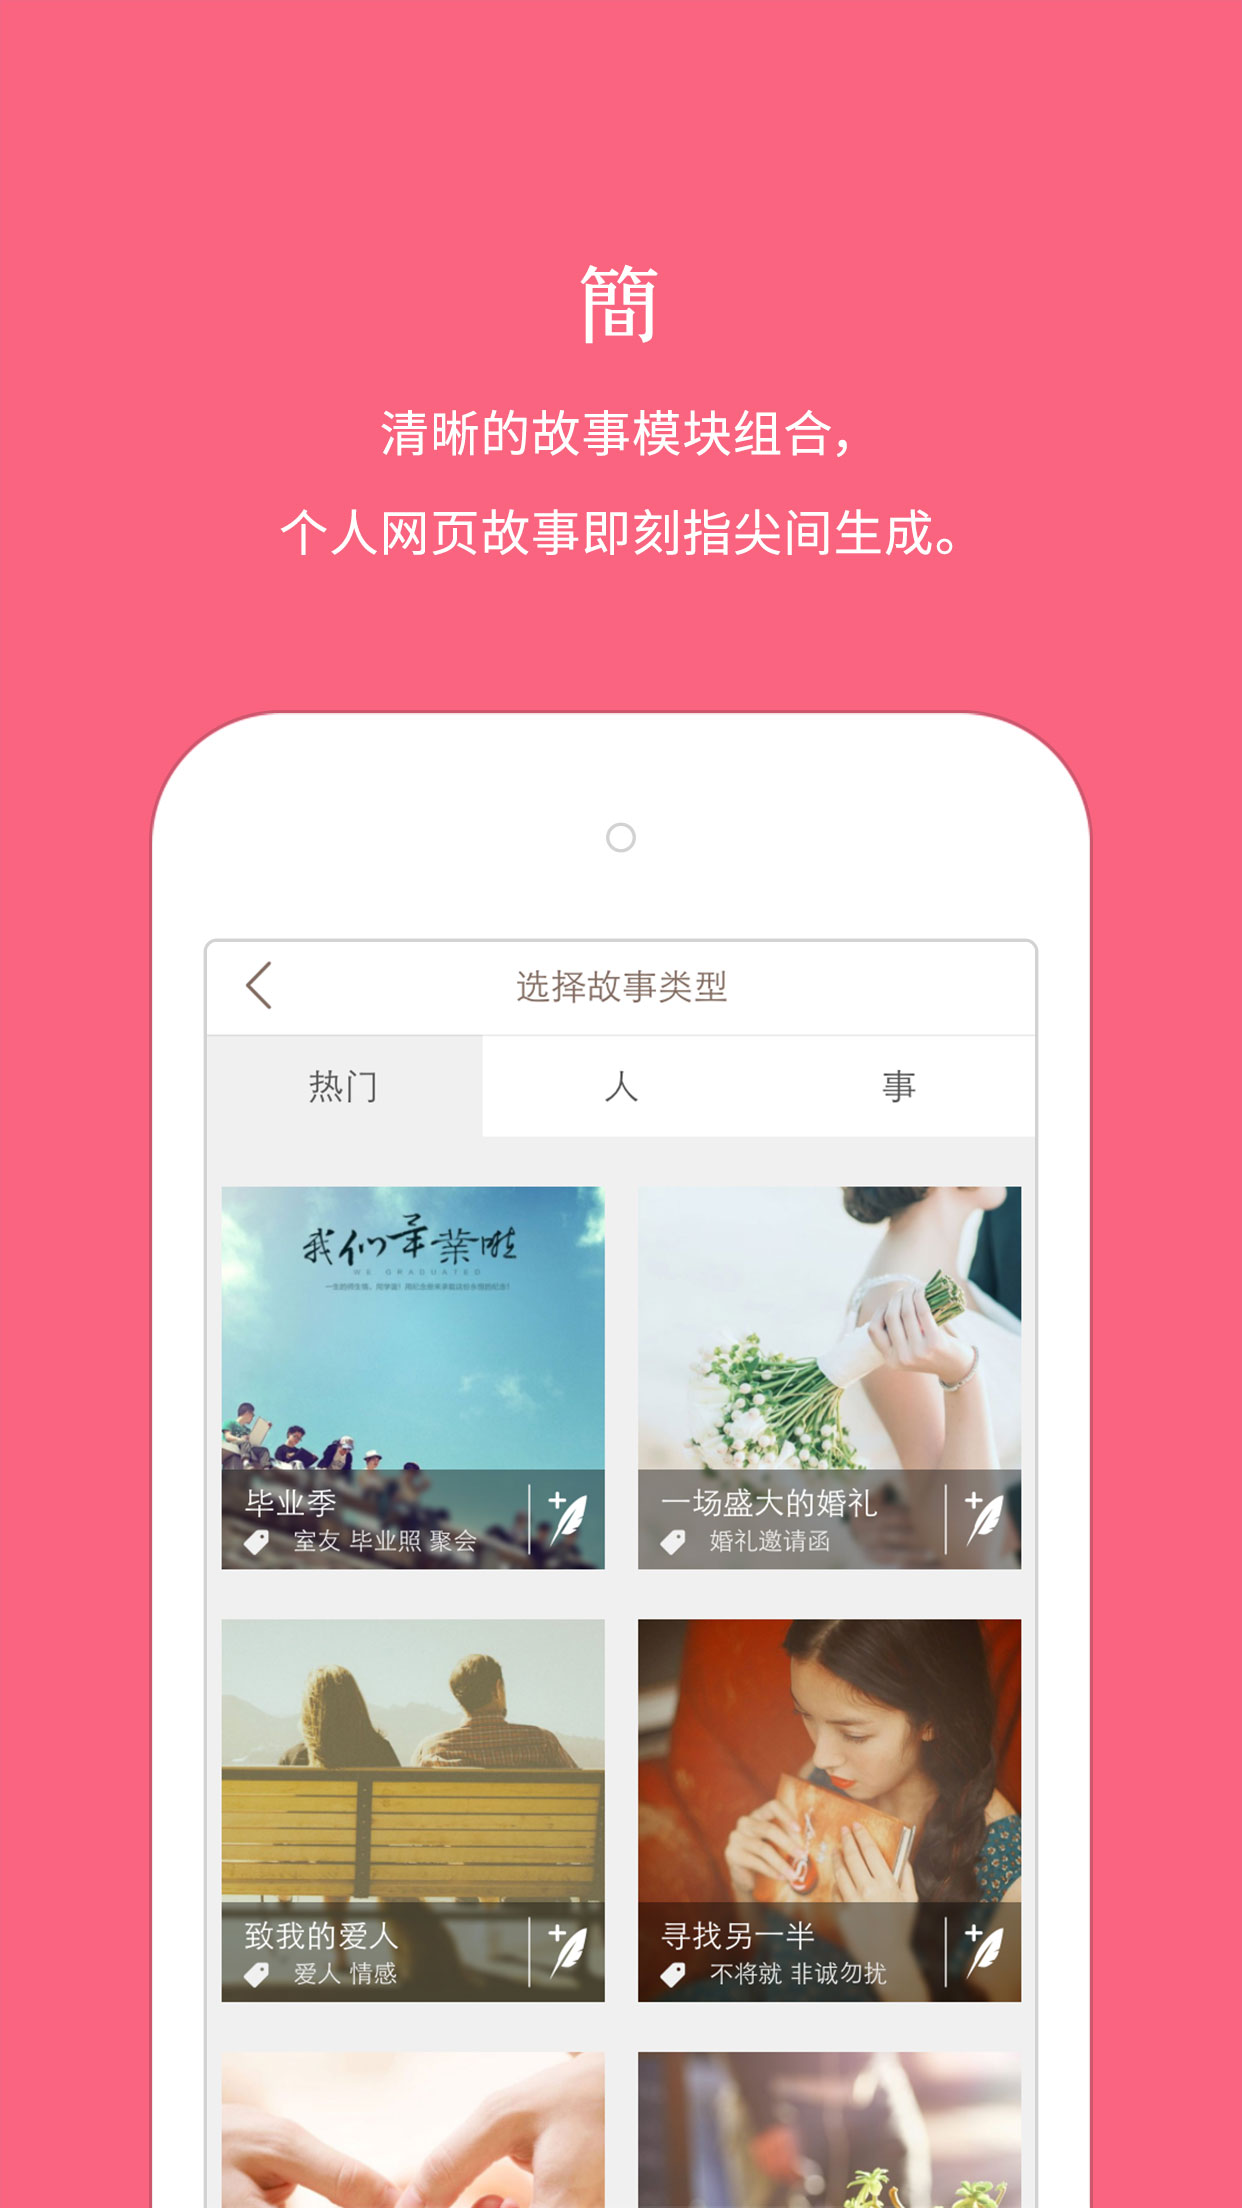 簡
清晰的故事模块组合，
个人网页故事即刻指尖间生成。
选择故事类型
热门 人 事
我们毕業啦
WE GRADUATED
毕业季
室友 毕业照 聚会
一场盛大的婚礼
婚礼邀请函
致我的爱人
爱人 情感
寻找另一半
不将就 非诚勿扰